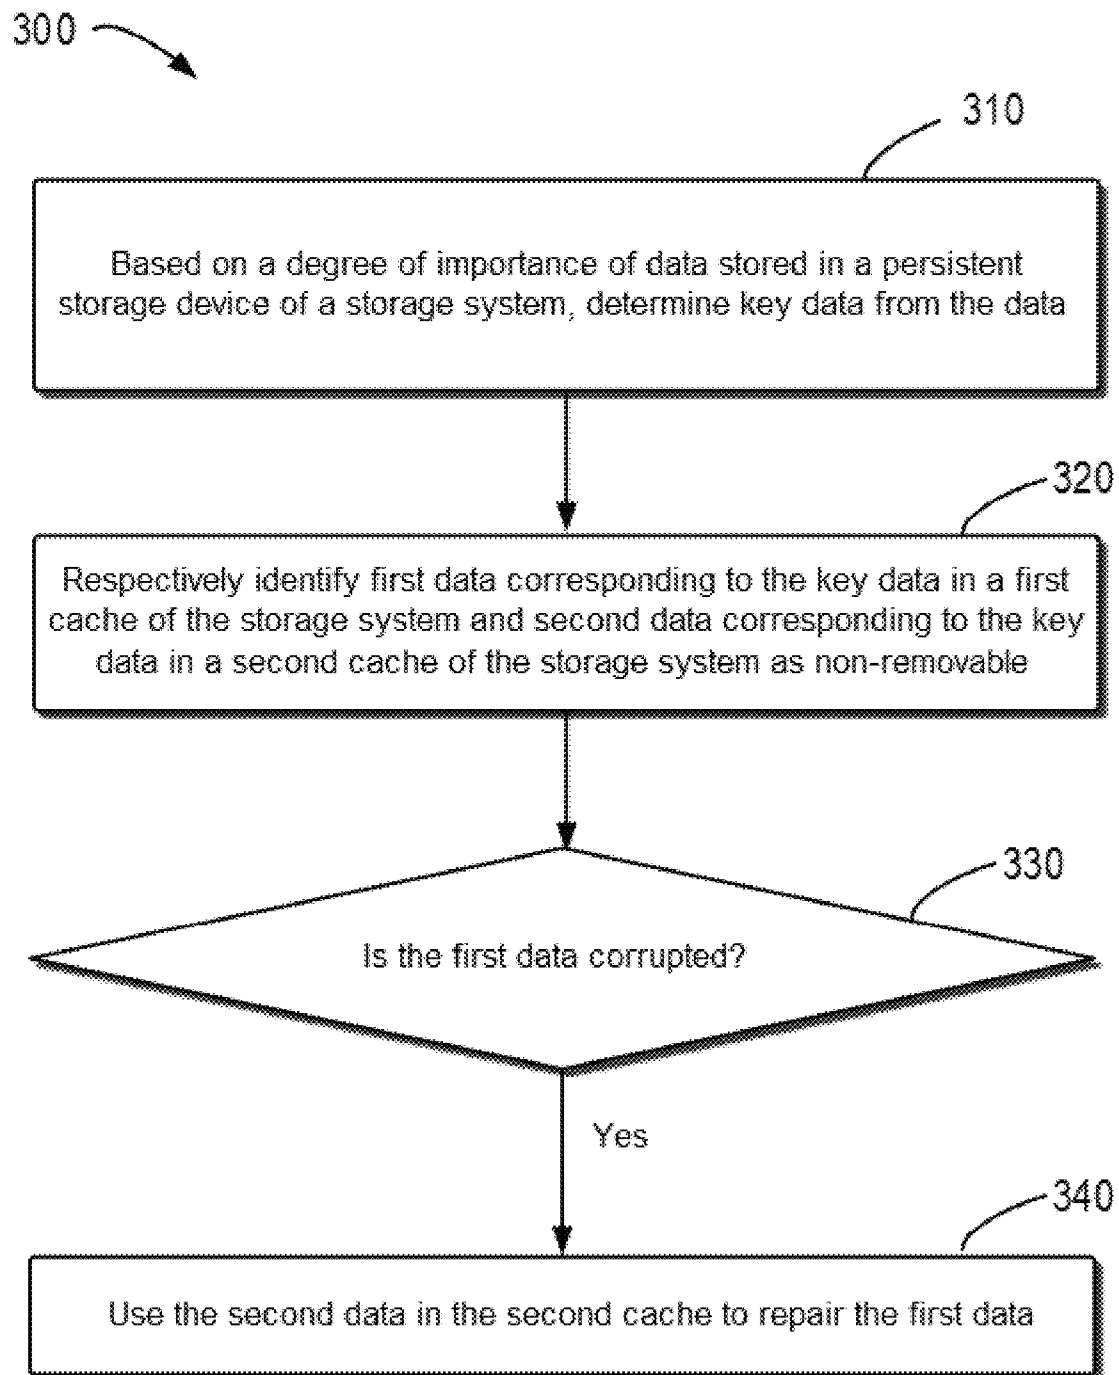 300
310
Based on a degree of importance of data stored in a persistent
storage device of a storage system, determine key data from the data
320
Respectively identify first data corresponding to the key data in a first
cache of the storage system and second data corresponding to the key
data in a second cache of the storage system as non-removable
330
Is the first data corrupted?
Yes
340
Use the second data in the second cache to repair the first data